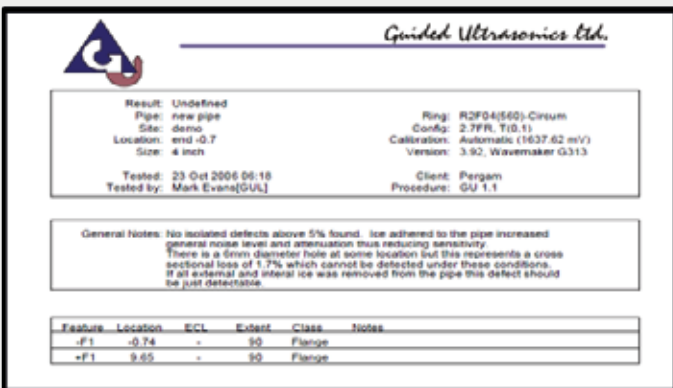 Guided Ultrasonics Ltd.
GU
Result: Undefined
Pipe: new pipe
Site: demo
Location: end -0.7
Size: 4 inch
Tested: 23 Oct 2006 06:18
Tested by: Mark Evans[GUL]
Ring: R2F04(560)-Circum
Config: 2.7FR, T(0,1)
Calibration: Automatic (1637.62 mV)
Version: 3.92, Wavemaker G313
Client: Pergam
Procedure: GU 1.1
General Notes: No isolated defects above 5% found. Ice adhered to the pipe increased
general noise level and attenuation thus reducing sensitivity
There is a 6mm diameter hole at some location but this represents a cross
sectional loss of 1.7% which cannot be detected under these conditions.
If all external and interal ice was removed from the pipe this defect should
be just detectable.
Feature Location ECL Extent Class Notes
-F1 -0.74 - 90 Flange
+F1 9.65 - 90 Flange